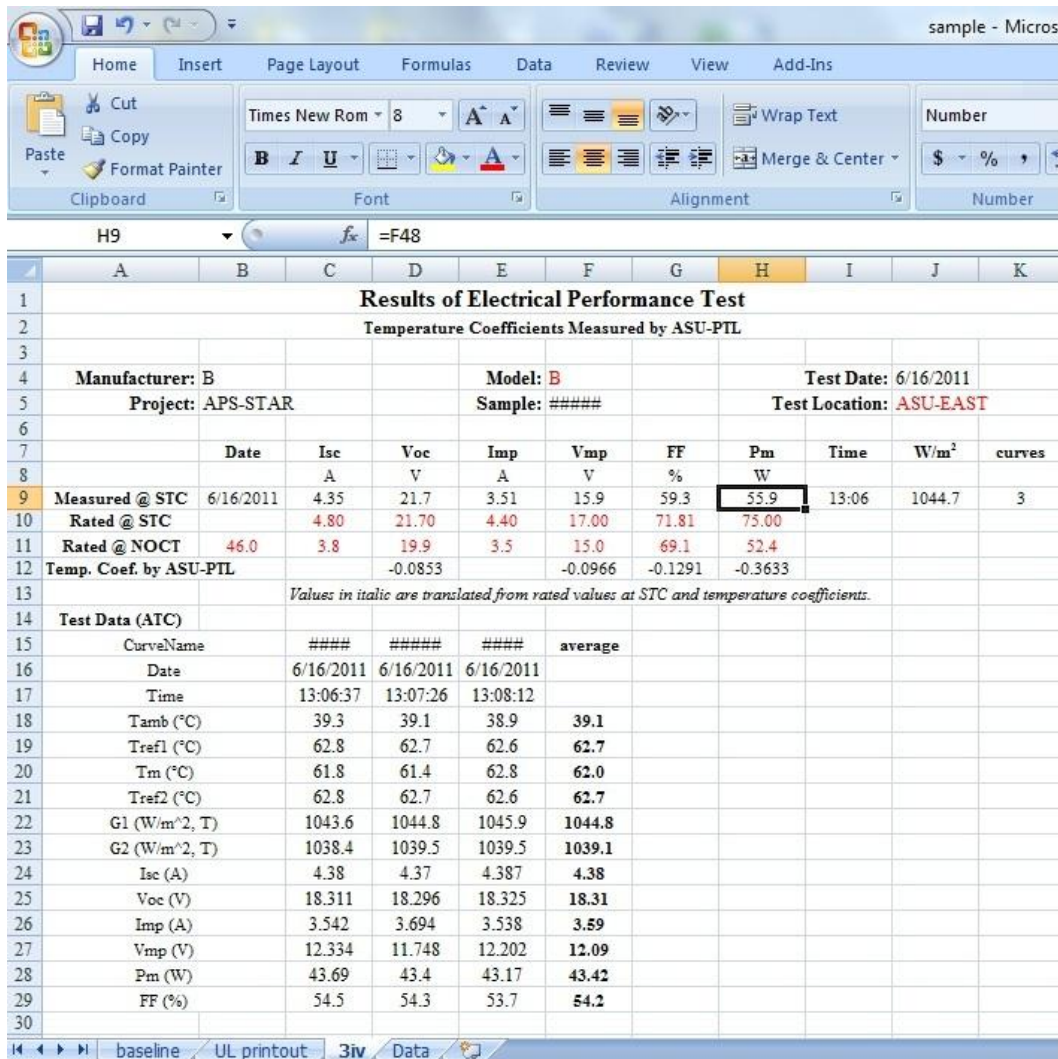 sample - Micros
Home Insert Page Layout Formulas Data Review View Add-Ins
Paste
Cut
Copy
Format Painter
Clipboard
Times New Rom 8 A A
B I U A
Font
Wrap Text
Merge & Center
Alignment
Number
$ % ,
Number
H9 fx =F48
A B C D E F G H I J K
1 Results of Electrical Performance Test
2 Temperature Coefficients Measured by ASU-PTL
3
4 Manufacturer: B Model: B Test Date: 6/16/2011
5 Project: APS-STAR Sample: ##### Test Location: ASU-EAST
6
7 Date Isc Voc Imp Vmp FF Pm Time W/m² curves
8 A V A V % W
9 Measured @ STC 6/16/2011 4.35 21.7 3.51 15.9 59.3 55.9 13:06 1044.7 3
10 Rated @ STC 4.80 21.70 4.40 17.00 71.81 75.00
11 Rated @ NOCT 46.0 3.8 19.9 3.5 15.0 69.1 52.4
12 Temp. Coef. by ASU-PTL -0.0853 -0.0966 -0.1291 -0.3633
13 Values in italic are translated from rated values at STC and temperature coefficients.
14 Test Data (ATC)
15 CurveName #### ##### #### average
16 Date 6/16/2011 6/16/2011 6/16/2011
17 Time 13:06:37 13:07:26 13:08:12
18 Tamb (°C) 39.3 39.1 38.9 39.1
19 Tref1 (°C) 62.8 62.7 62.6 62.7
20 Tm (°C) 61.8 61.4 62.8 62.0
21 Tref2 (°C) 62.8 62.7 62.6 62.7
22 G1 (W/m^2, T) 1043.6 1044.8 1045.9 1044.8
23 G2 (W/m^2, T) 1038.4 1039.5 1039.5 1039.1
24 Isc (A) 4.38 4.37 4.387 4.38
25 Voc (V) 18.311 18.296 18.325 18.31
26 Imp (A) 3.542 3.694 3.538 3.59
27 Vmp (V) 12.334 11.748 12.202 12.09
28 Pm (W) 43.69 43.4 43.17 43.42
29 FF (%) 54.5 54.3 53.7 54.2
30
baseline UL printout 3iv Data